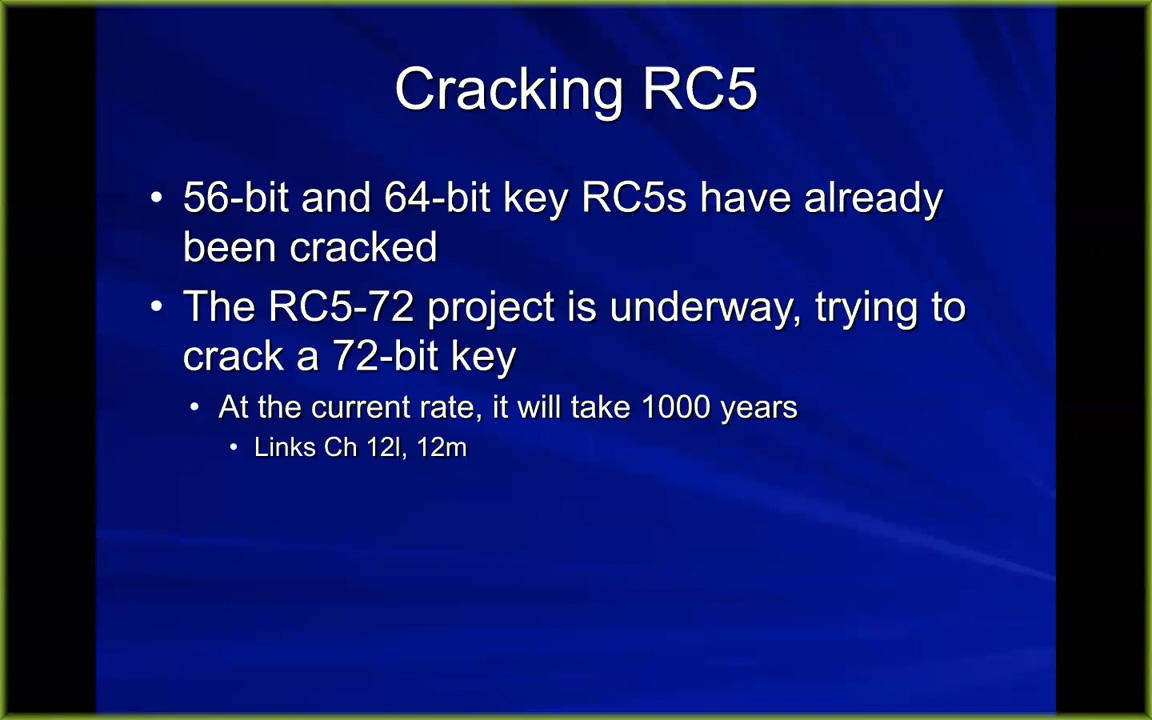 Cracking RC5
• 56-bit and 64-bit key RC5s have already
been cracked
• The RC5-72 project is underway, trying to
crack a 72-bit key
• At the current rate, it will take 1000 years
• Links Ch 12l, 12m